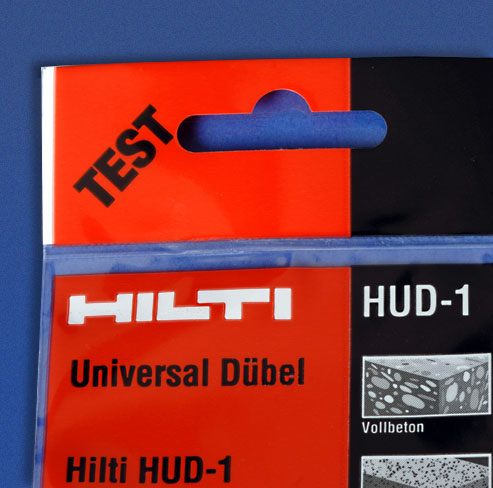 TEST
HILTI HUD-1
Universal Dübel
Vollbeton
Hilti HUD-1